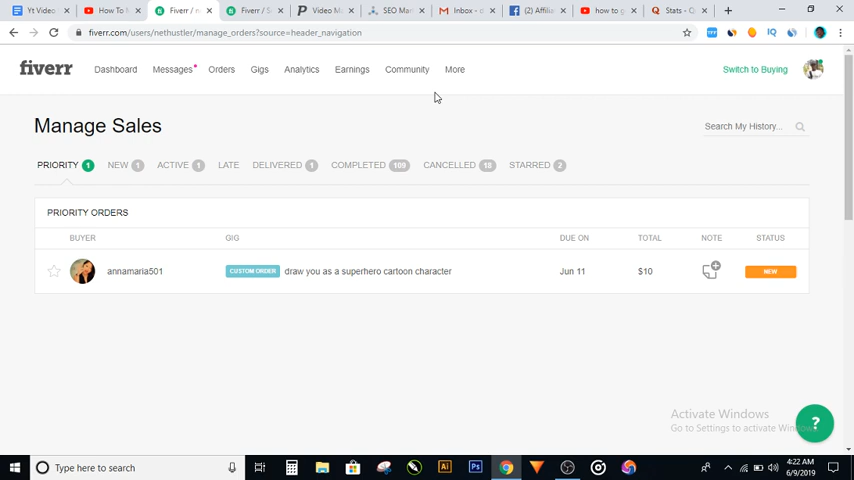 Yt Video
How To M
Fiverr / n
Fiverr / S
Video Mo
SEO Mar
Inbox - d
(2) Affilia
how to g
Stats - Q
fiverr.com/users/nethustler/manage_orders?source=header_navigation
fiverr
Dashboard Messages Orders Gigs Analytics Earnings Community More
Switch to Buying
Manage Sales
Search My History...
PRIORITY 1 NEW 1 ACTIVE 1 LATE DELIVERED 1 COMPLETED 109 CANCELLED 18 STARRED 2
PRIORITY ORDERS
BUYER GIG DUE ON TOTAL NOTE STATUS
annamaria501 CUSTOM ORDER draw you as a superhero cartoon character Jun 11 $10 NEW
Activate Windows
Go to Settings to activate Windows.
?
Type here to search
Ai
Ps
4:22 AM
6/9/2019